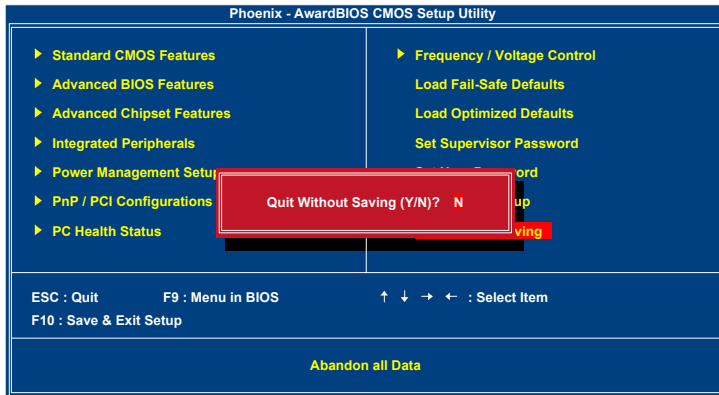 Phoenix - AwardBIOS CMOS Setup Utility
Standard CMOS Features
Advanced BIOS Features
Advanced Chipset Features
Integrated Peripherals
Power Management Setup
PnP / PCI Configurations
PC Health Status
Frequency / Voltage Control
Load Fail-Safe Defaults
Load Optimized Defaults
Set Supervisor Password
Quit Without Saving (Y/N)? N
ESC : Quit F9 : Menu in BIOS ↑ ↓ → ← : Select Item
F10 : Save & Exit Setup
Abandon all Data